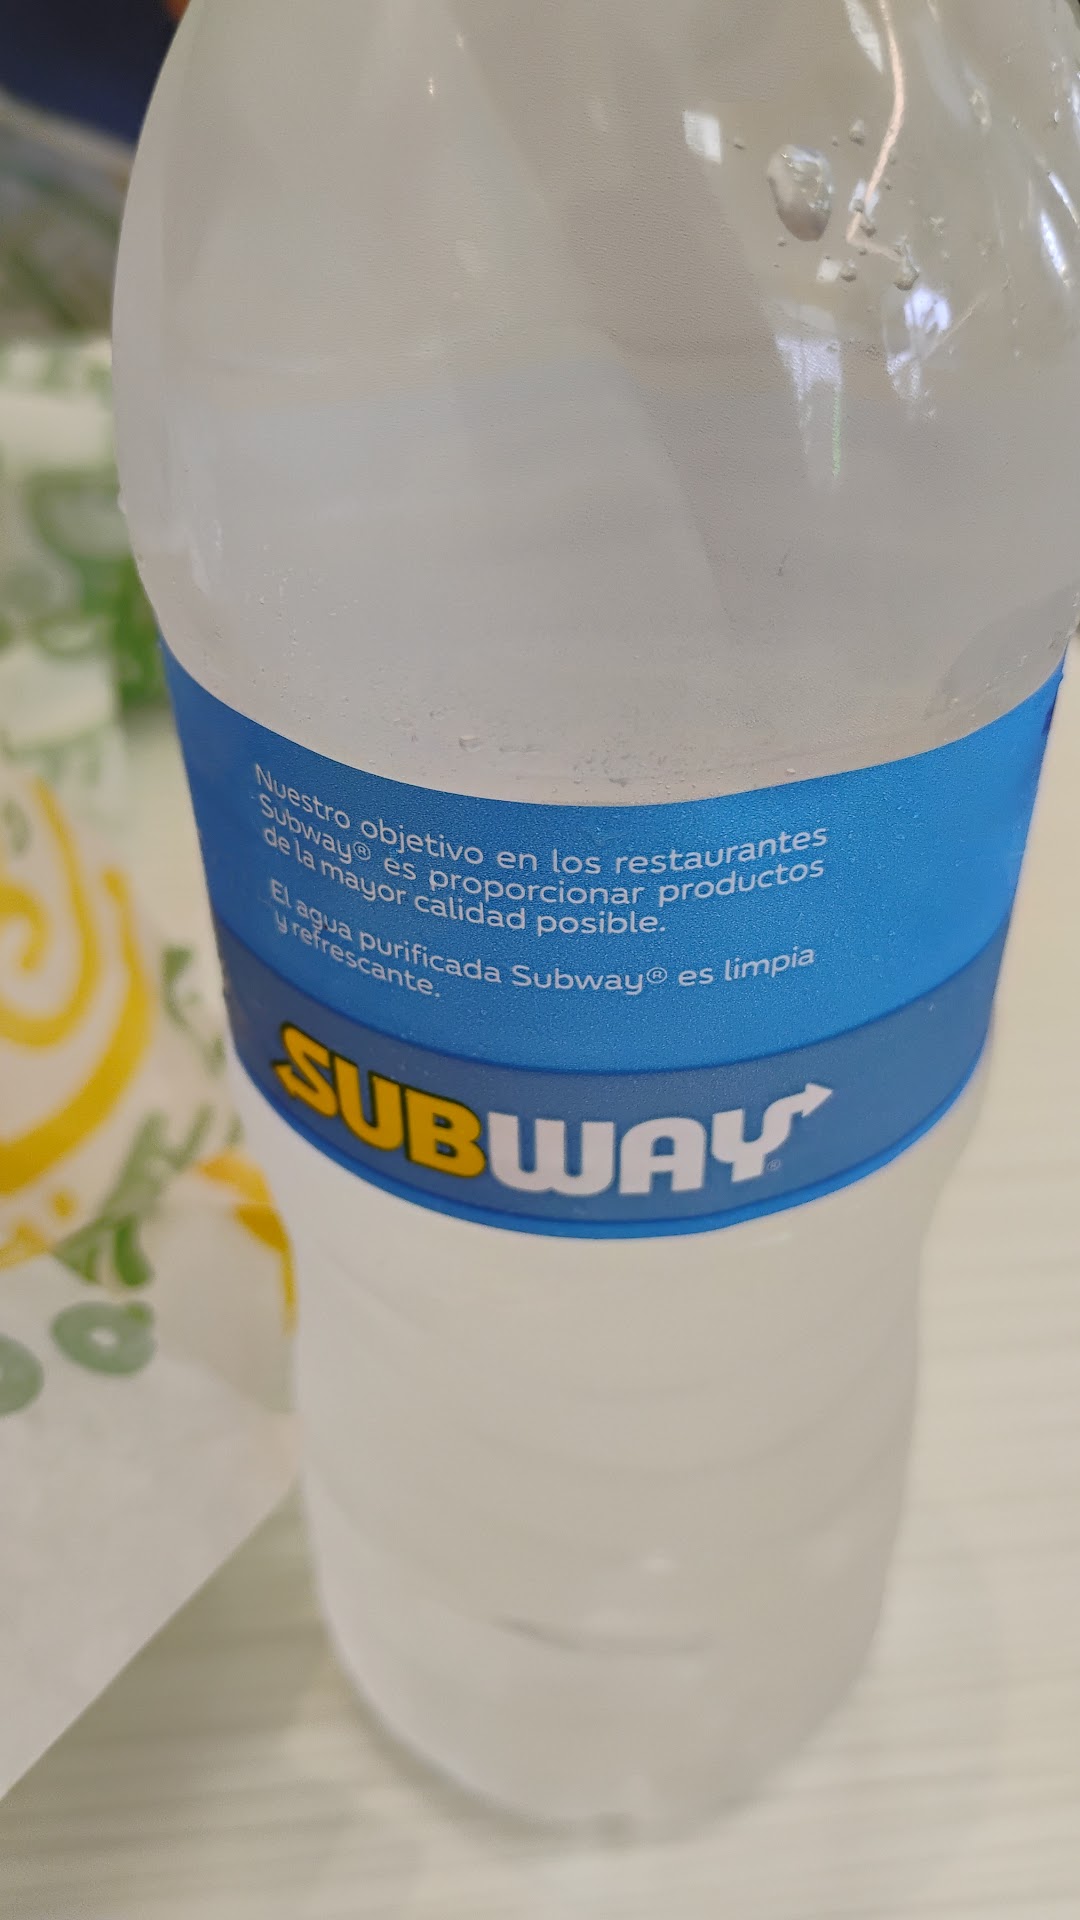 Nuestro objetivo en los restaurantes
Subway® es proporcionar productos
de la mayor calidad posible.
El agua purificada Subway® es limpia
y refrescante.
SUBWAY®